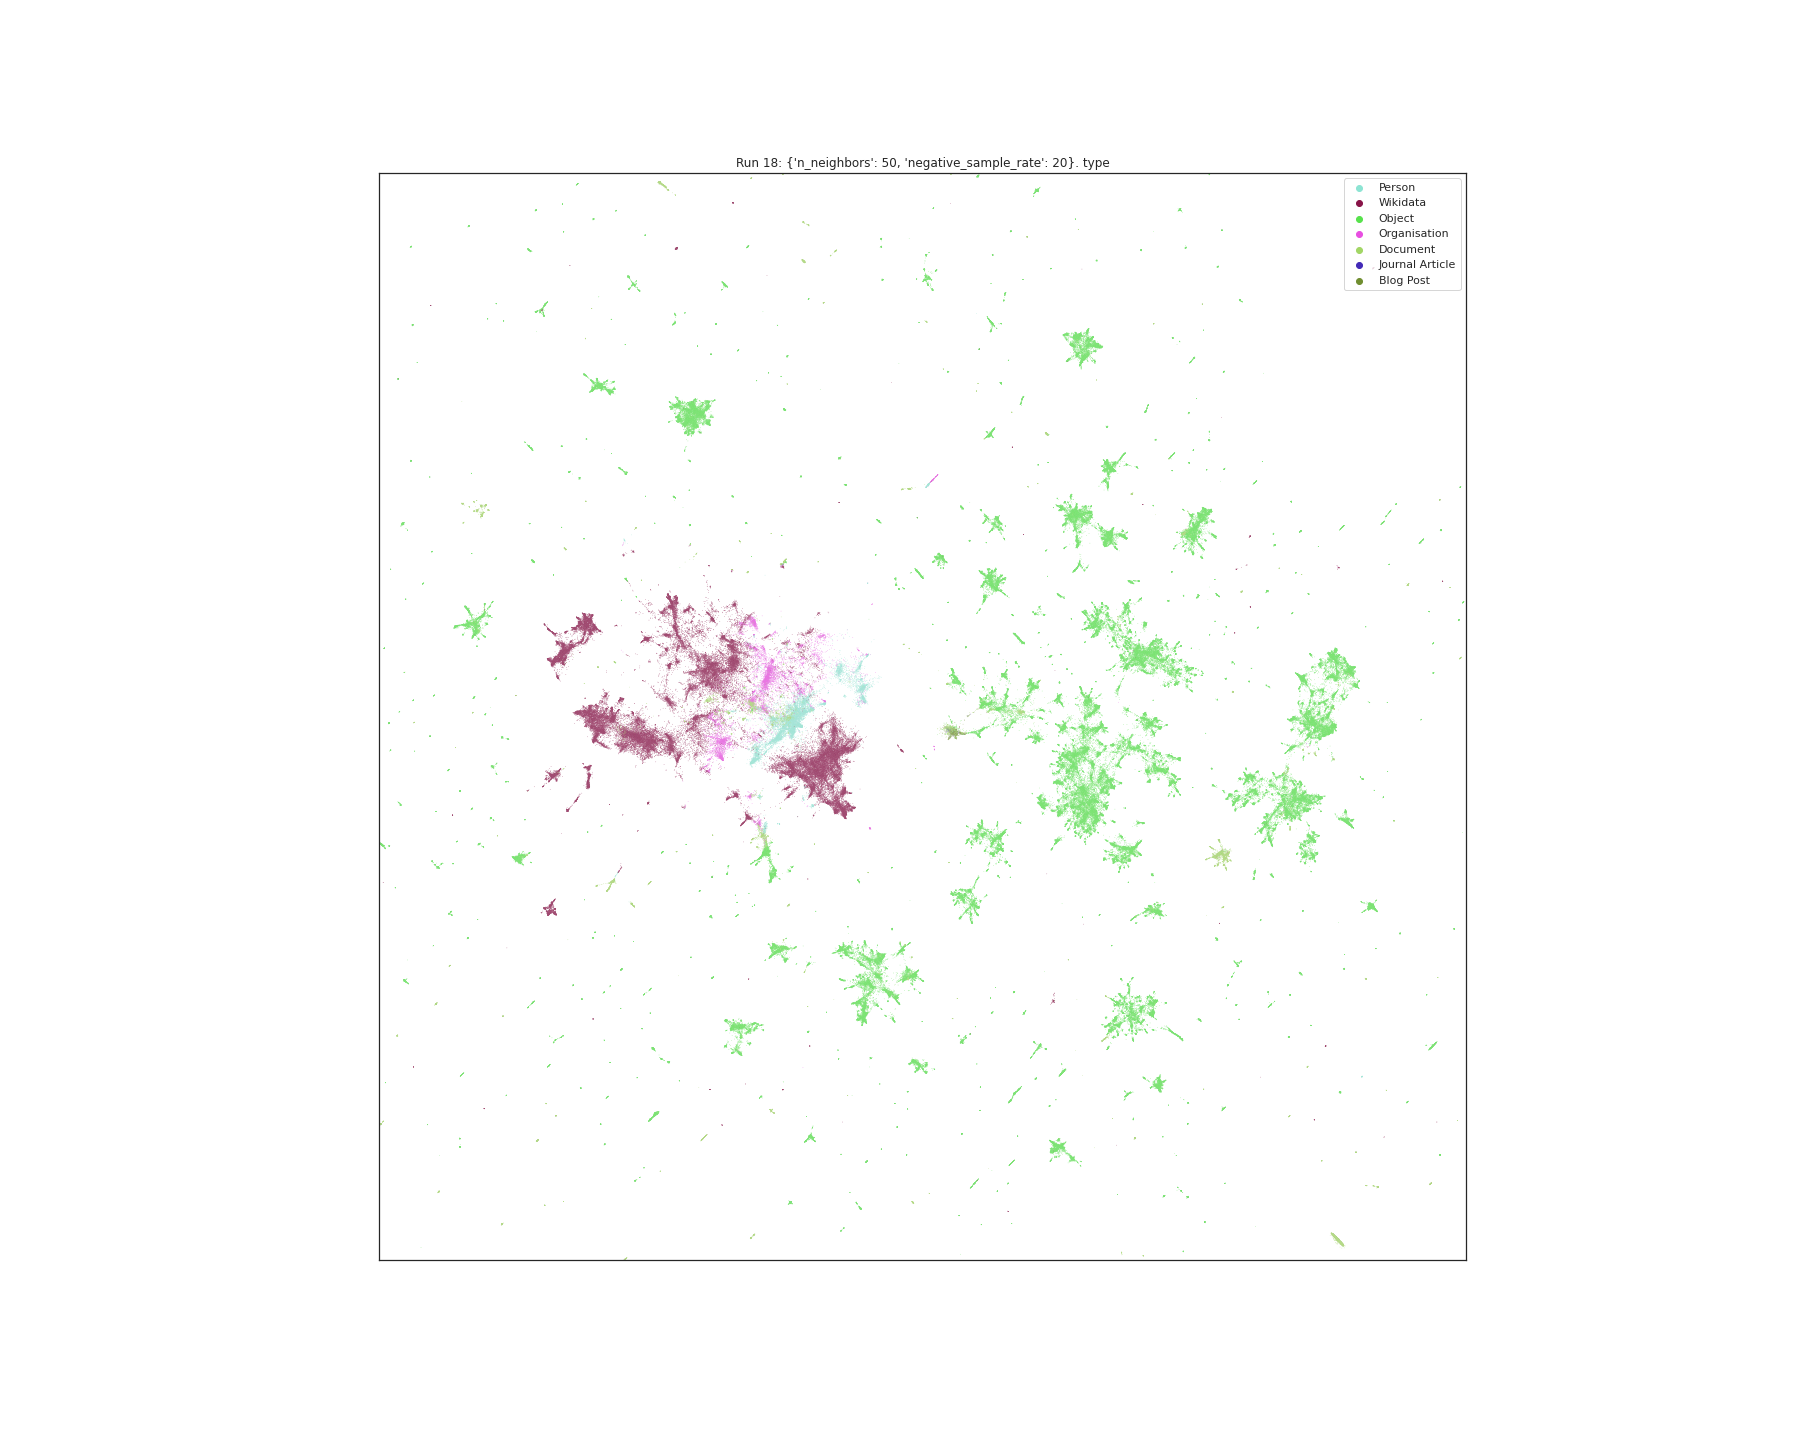 Run 18: {'n_neighbors': 50, 'negative_sample_rate': 20}. type
Person
Wikidata
Object
Organisation
Document
Journal Article
Blog Post